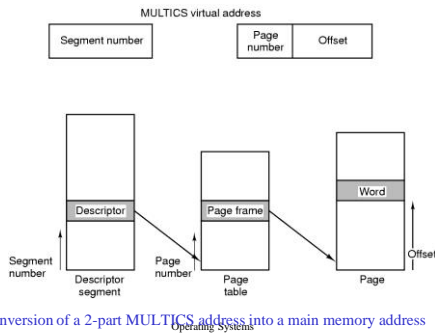 MULTICS virtual address
Segment number
Page number
Offset
Descriptor
Page frame
Word
Segment number
Page number
Offset
Descriptor segment
Page table
Page
nversion of a 2-part MULTICS address into a main memory address
Operating Systems